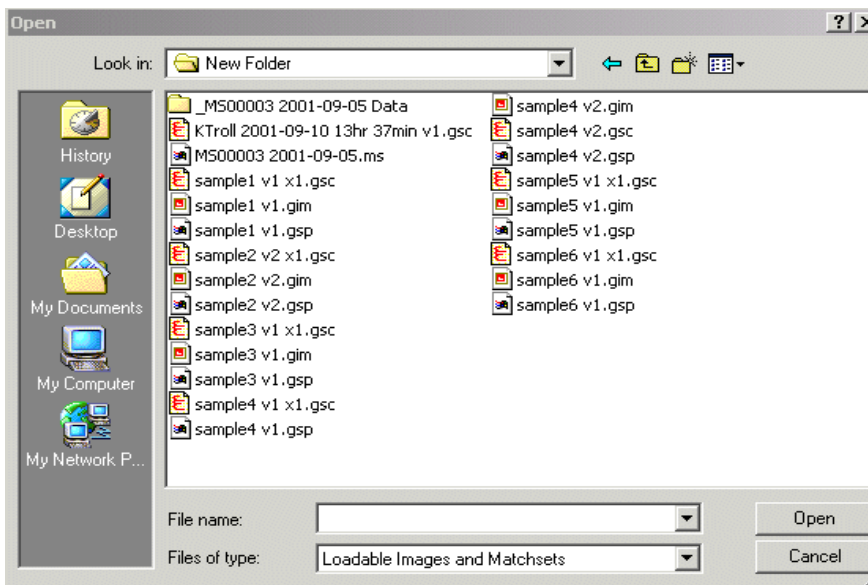 Open
Look in: New Folder
History
Desktop
My Documents
My Computer
My Network P...
_MS00003 2001-09-05 Data
KTroll 2001-09-10 13hr 37min v1.gsc
MS00003 2001-09-05.ms
sample1 v1 x1.gsc
sample1 v1.gim
sample1 v1.gsp
sample2 v2 x1.gsc
sample2 v2.gim
sample2 v2.gsp
sample3 v1 x1.gsc
sample3 v1.gim
sample3 v1.gsp
sample4 v1 x1.gsc
sample4 v1.gsp
sample4 v2.gim
sample4 v2.gsc
sample4 v2.gsp
sample5 v1 x1.gsc
sample5 v1.gim
sample5 v1.gsp
sample6 v1 x1.gsc
sample6 v1.gim
sample6 v1.gsp
File name:
Open
Files of type: Loadable Images and Matchsets
Cancel